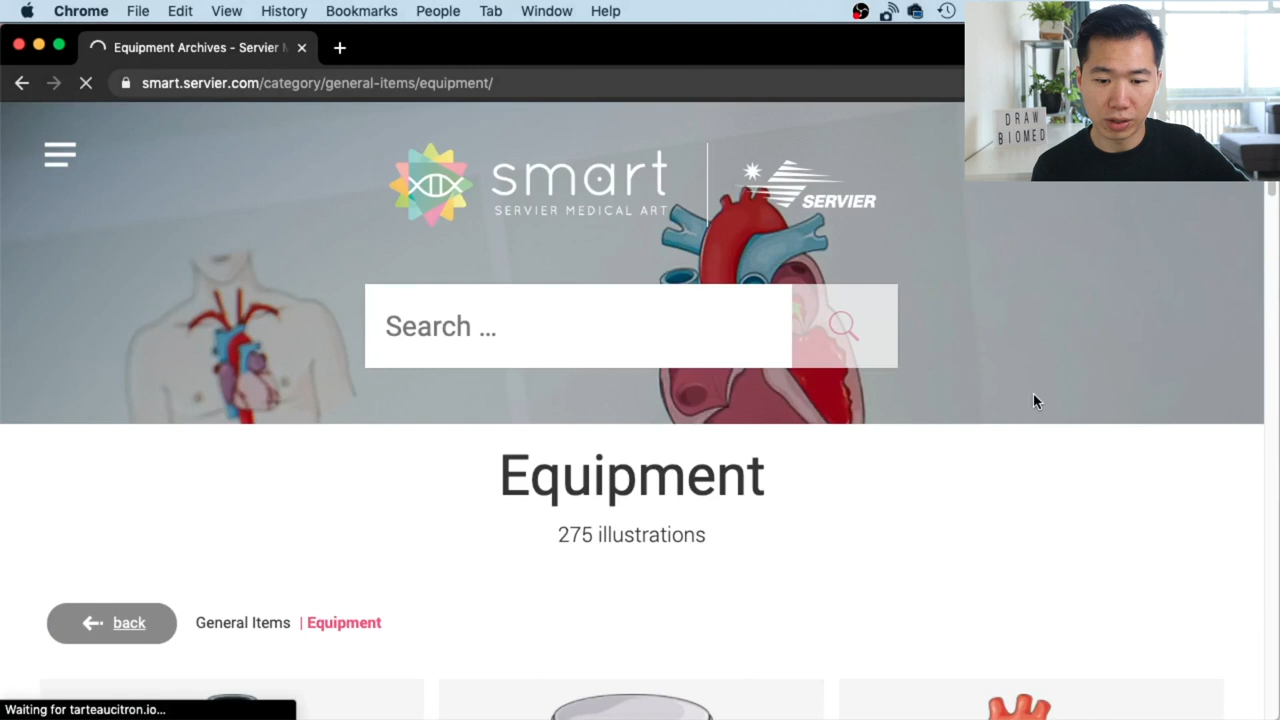 Chrome File Edit View History Bookmarks People Tab Window Help
Equipment Archives - Servier
smart.servier.com/category/general-items/equipment/
DRAW
BIOMED
smart
SERVIER MEDICAL ART
SERVIER
Search ...
Equipment
275 illustrations
back General Items | Equipment
Waiting for tarteaucitron.io...